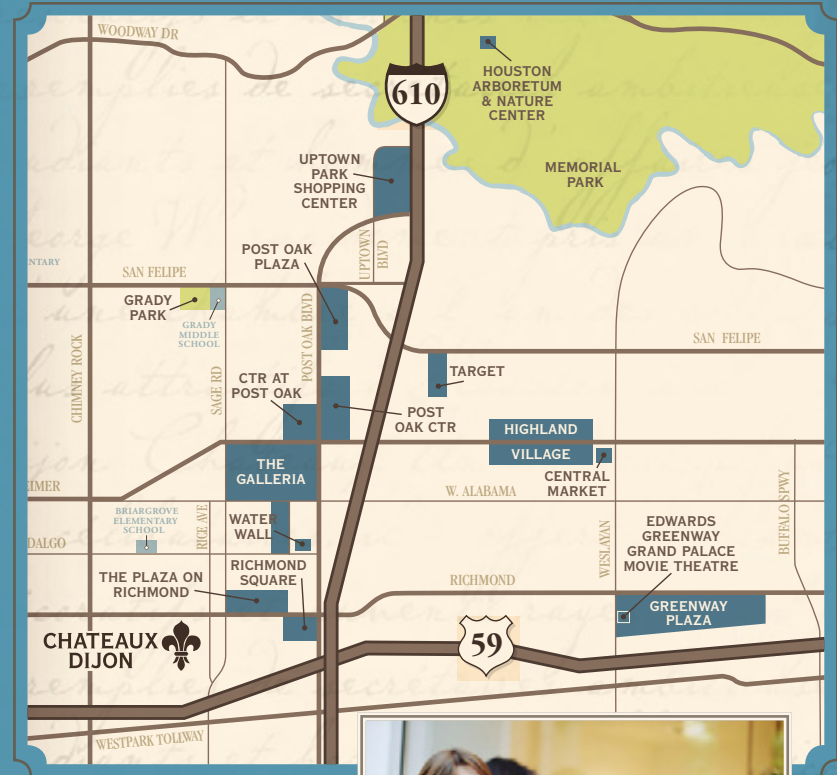 WOODWAY DR
610
HOUSTON
ARBORETUM
& NATURE
CENTER
MEMORIAL
PARK
UPTOWN
PARK
SHOPPING
CENTER
POST OAK
PLAZA
UPTOWN
BLVD
NTARY
SAN FELIPE
GRADY
PARK
GRADY
MIDDLE
SCHOOL
POST OAK BLVD
CHIMNEY ROCK
SAGE RD
SAN FELIPE
TARGET
CTR AT
POST OAK
POST
OAK CTR
HIGHLAND
VILLAGE
CENTRAL
MARKET
THE
GALLERIA
IMER
W. ALABAMA
BUFFALO SPWY
BRIARGROVE
ELEMENTARY
SCHOOL
RICE AVE
WATER
WALL
WESLAYAN
EDWARDS
GREENWAY
GRAND PALACE
MOVIE THEATRE
DALGO
RICHMOND
SQUARE
THE PLAZA ON
RICHMOND
RICHMOND
GREENWAY
PLAZA
CHATEAUX
DIJON
59
WESTPARK TOLLWAY